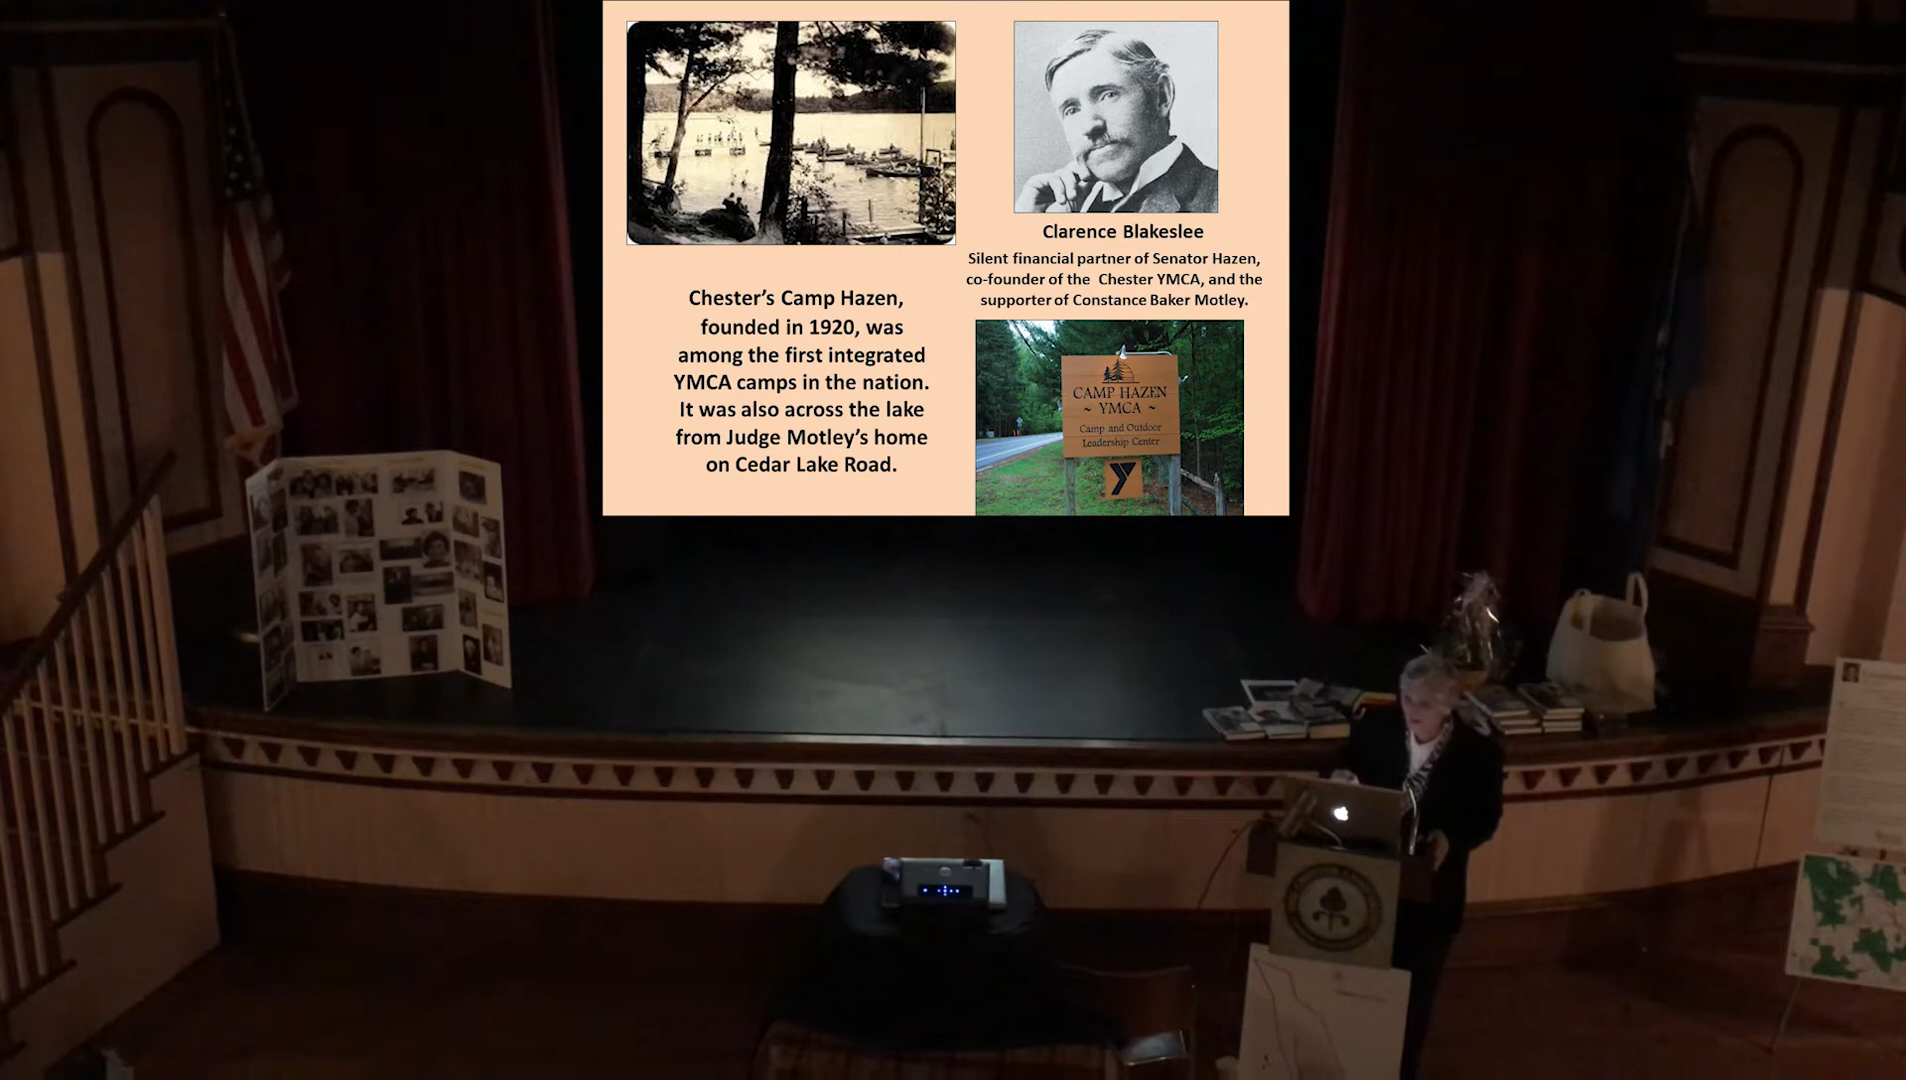 Clarence Blakeslee
Silent financial partner of Senator Hazen,
co-founder of the Chester YMCA, and the
supporter of Constance Baker Motley.
Chester's Camp Hazen,
founded in 1920, was
among the first integrated
YMCA camps in the nation.
It was also across the lake
from Judge Motley's home
on Cedar Lake Road.
CAMP HAZEN
~ YMCA ~
Camp and Outdoor
Leadership Center
Y